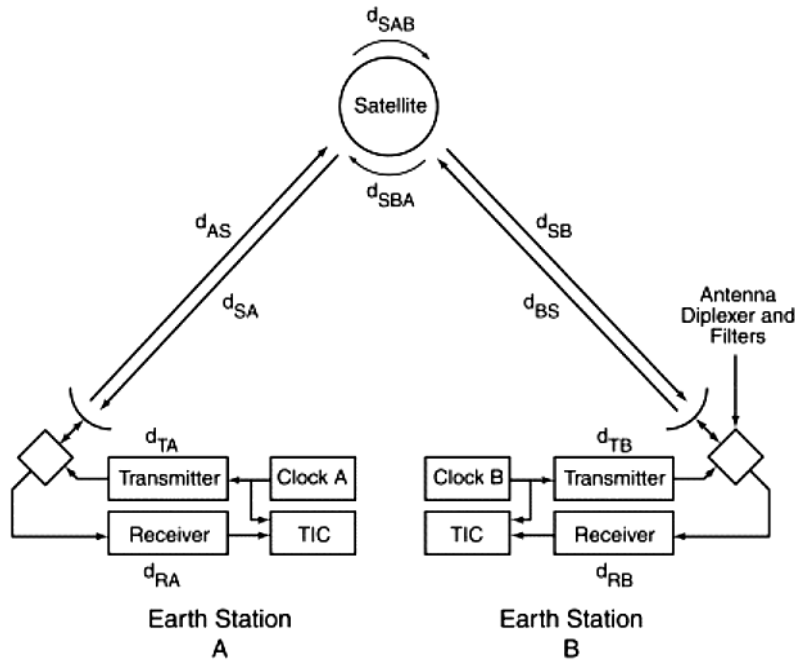 dSAB
Satellite
dSBA
dAS
dSA
dSB
dBS
Antenna
Diplexer and
Filters
dTA
Transmitter
Clock A
Receiver
TIC
dRA
Earth Station
A
dTB
Clock B
Transmitter
TIC
Receiver
dRB
Earth Station
B